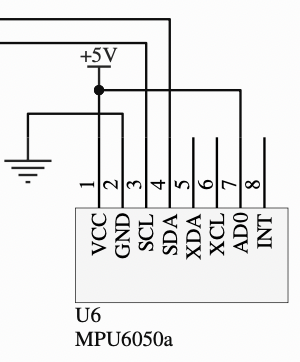 +5V
1 2 3 4 5 6 7 8
VCC GND SCL SDA XDA XCL AD0 INT
U6
MPU6050a